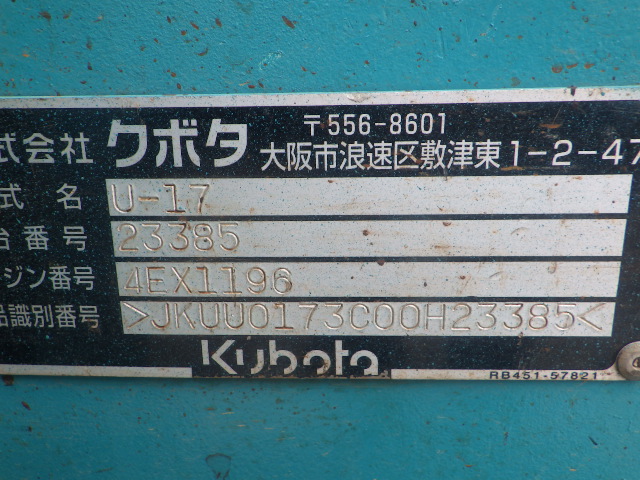 式会社 クボタ 〒556-8601
大阪市浪速区敷津東1-2-47
式名 U-17
台番号 23385
ジン番号 4EX1196
品識別番号 >JKUU0173C00H23385<
Kubota
RB451-57821